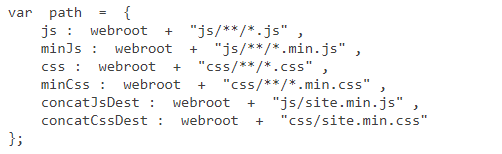 var path = {
js : webroot + "js/**/*.js" ,
minJs : webroot + "js/**/*.min.js" ,
css : webroot + "css/**/*.css" ,
minCss : webroot + "css/**/*.min.css" ,
concatJsDest : webroot + "js/site.min.js" ,
concatCssDest : webroot + "css/site.min.css"
};